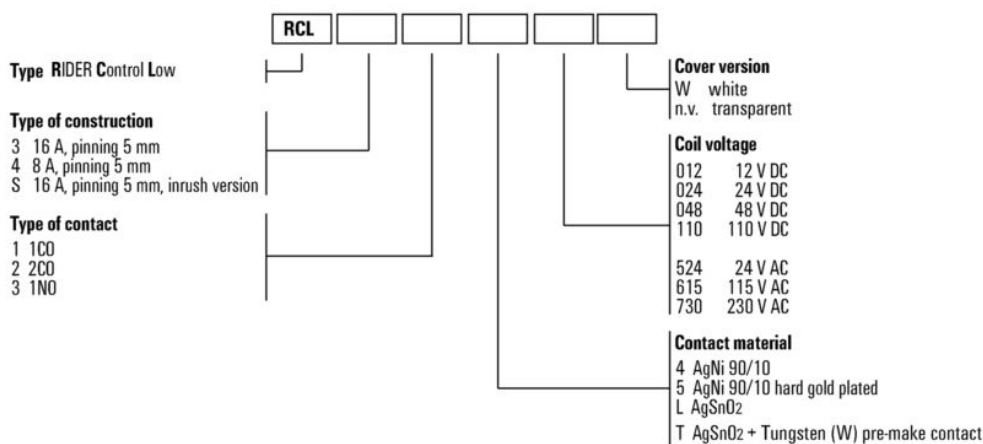 RCL
Type RIDER Control Low
Type of construction
3 16 A, pinning 5 mm
4 8 A, pinning 5 mm
S 16 A, pinning 5 mm, inrush version
Type of contact
1 1CO
2 2CO
3 1NO
Cover version
W white
n.v. transparent
Coil voltage
012 12 V DC
024 24 V DC
048 48 V DC
110 110 V DC
524 24 V AC
615 115 V AC
730 230 V AC
Contact material
4 AgNi 90/10
5 AgNi 90/10 hard gold plated
L AgSnO2
T AgSnO2 + Tungsten (W) pre-make contact